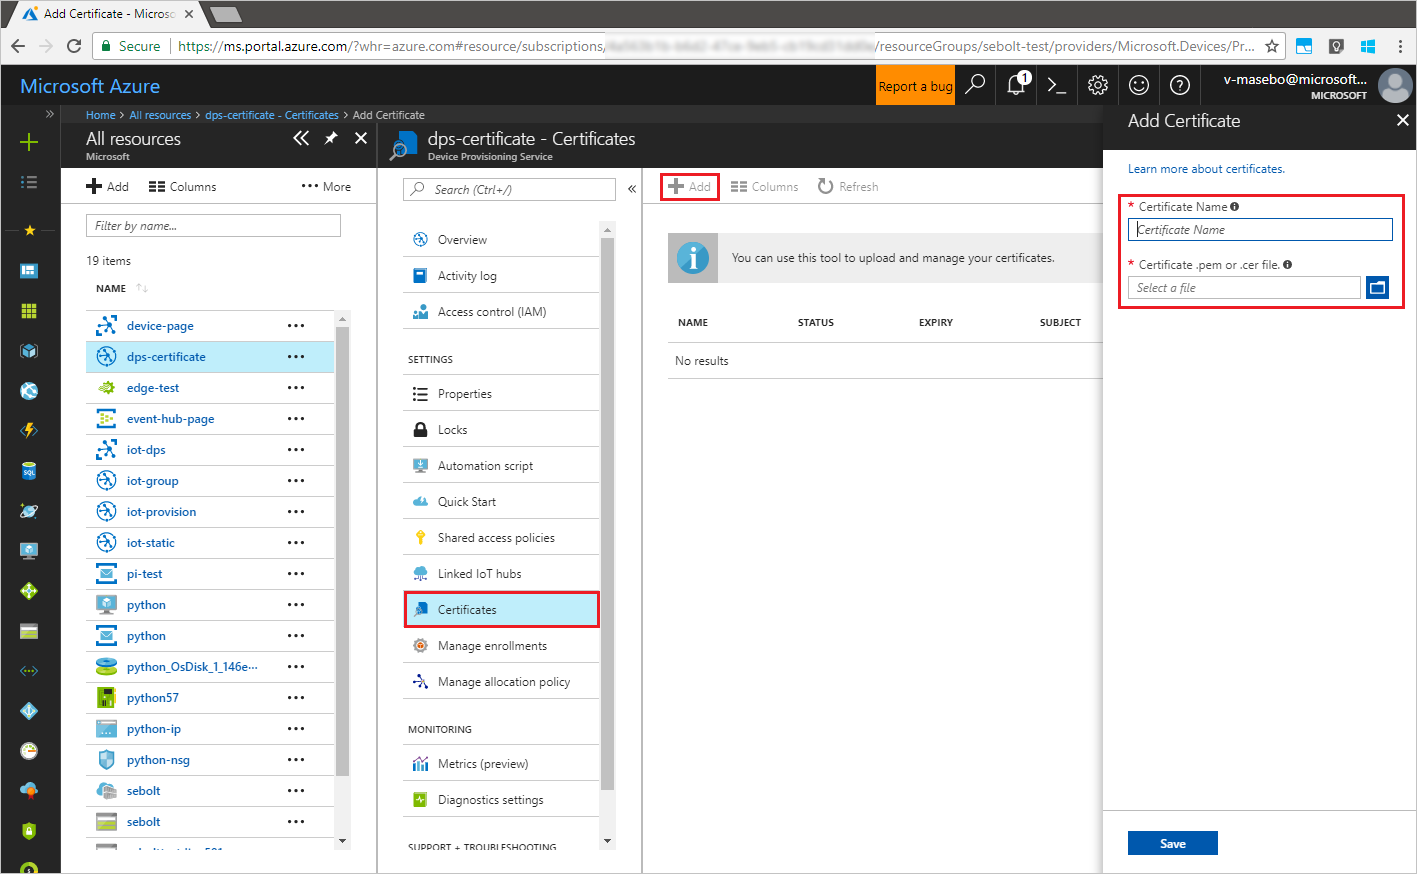 Add Certificate - Micros
Secure
https://ms.portal.azure.com/?whr=azure.com#resource/subscriptions/
/resourceGroups/sebolt-test/providers/Microsoft.Devices/Pr...
Microsoft Azure
Report a bug
1
v-masebo@microsoft...
MICROSOFT
Home > All resources > dps-certificate - Certificates > Add Certificate
All resources
Microsoft
dps-certificate - Certificates
Device Provisioning Service
Add Certificate
Add
Columns
More
Filter by name...
19 items
NAME
device-page
dps-certificate
edge-test
event-hub-page
iot-dps
iot-group
iot-provision
iot-static
pi-test
python
python
python_OsDisk_1_146e...
python57
python-ip
python-nsg
sebolt
sebolt
Search (Ctrl+/)
Overview
Activity log
Access control (IAM)
SETTINGS
Properties
Locks
Automation script
Quick Start
Shared access policies
Linked IoT hubs
Certificates
Manage enrollments
Manage allocation policy
MONITORING
Metrics (preview)
Diagnostics settings
SUPPORT + TROUBLESHOOTING
Add
Columns
Refresh
You can use this tool to upload and manage your certificates.
NAME
STATUS
EXPIRY
SUBJECT
No results
Learn more about certificates.
* Certificate Name
Certificate Name
* Certificate .pem or .cer file.
Select a file
Save